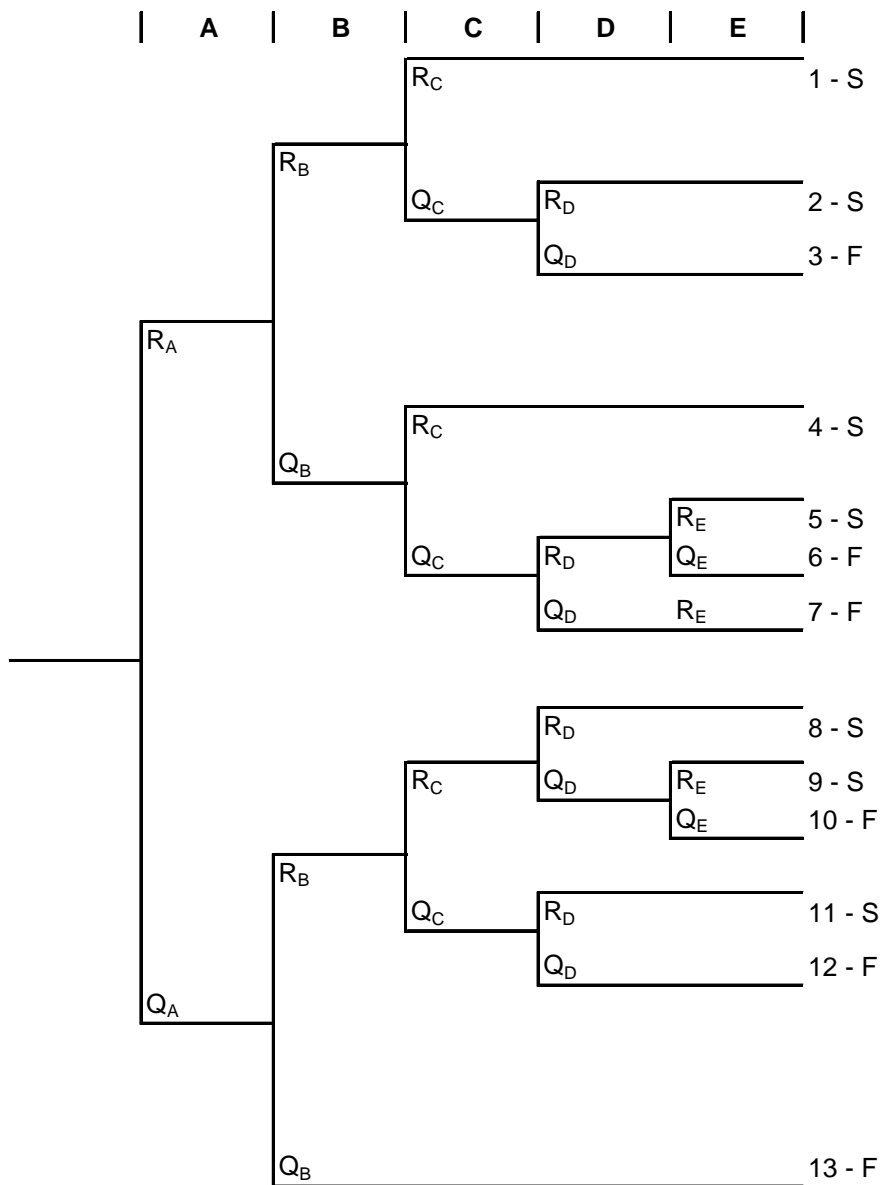 A B C D E
R_C 1 - S
R_B
Q_C R_D 2 - S
Q_D 3 - F
R_A
R_C 4 - S
Q_B
R_E 5 - S
Q_C R_D Q_E 6 - F
Q_D R_E 7 - F
R_D 8 - S
R_C Q_D R_E 9 - S
Q_E 10 - F
R_B
Q_C R_D 11 - S
Q_D 12 - F
Q_A
Q_B 13 - F